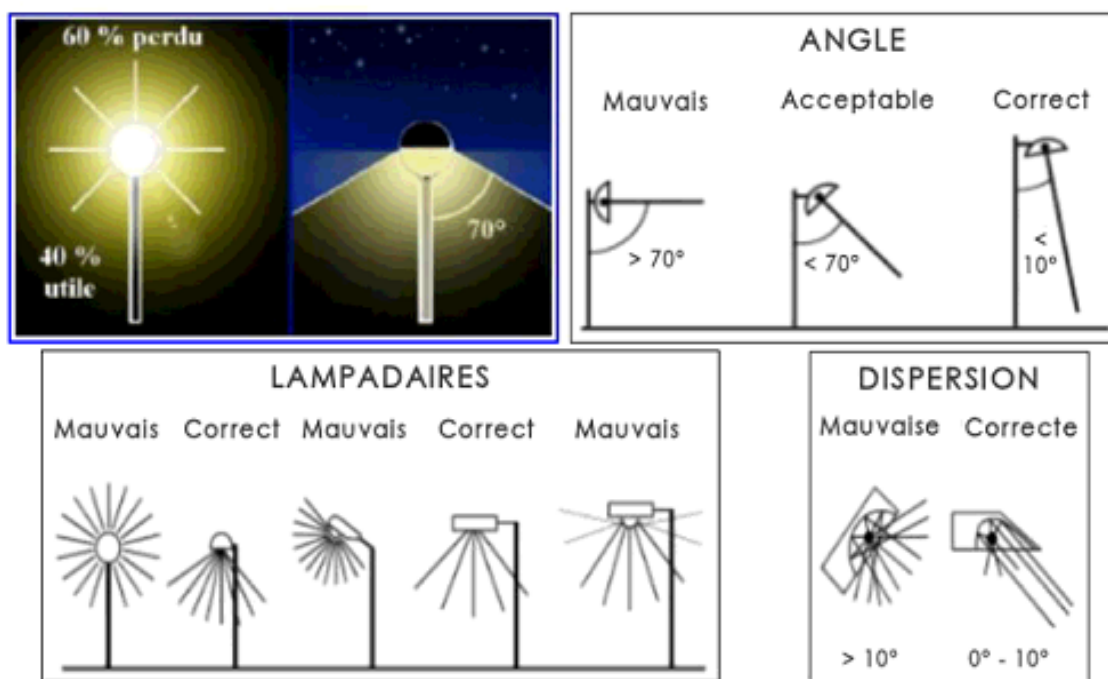 60 % perdu
40 %
utile
70°
ANGLE
Mauvais Acceptable Correct
> 70°
< 70°
<
10°
LAMPADAIRES
Mauvais Correct Mauvais Correct Mauvais
DISPERSION
Mauvaise Correcte
> 10° 0° - 10°